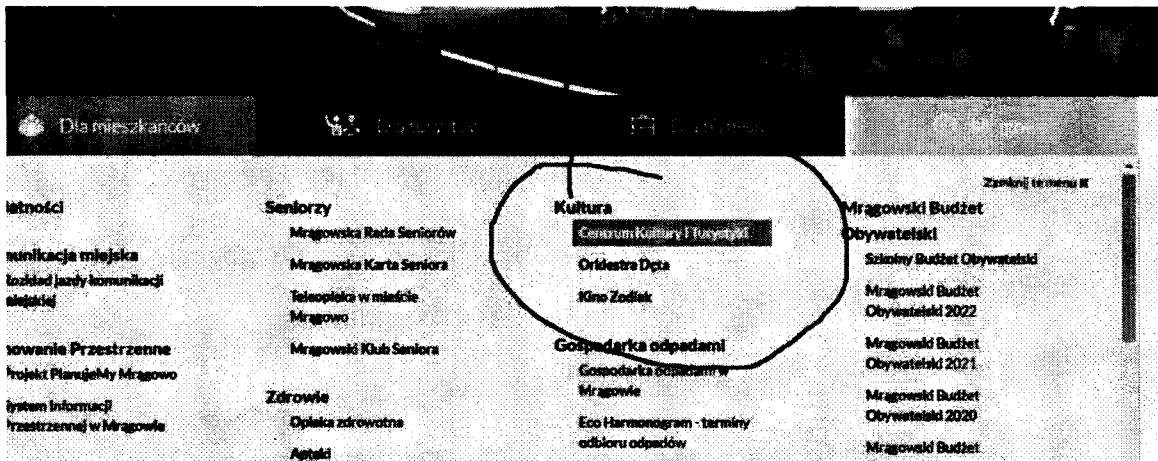 Dla mieszkańców
Zamknij te menu
Seniorzy
Mrągowska Rada Seniorów
Mrągowska Karta Seniora
Teleopieka w mieście
Mrągowo
Mrągowski Klub Seniora
Zdrowie
Opieka zdrowotna
Apteki
Kultura
Centrum Kultury i Turystyki
Orkiestra Dęta
Kino Zodiak
Gospodarka odpadami
Gospodarka odpadami w
Mrągowie
Eco Harmonogram - terminy
odbioru odpadów
Mrągowski Budżet
Obywatelski
Szkolny Budżet Obywatelski
Mrągowski Budżet
Obywatelski 2022
Mrągowski Budżet
Obywatelski 2021
Mrągowski Budżet
Obywatelski 2020
Mrągowski Budżet
łatności
munikacja miejska
Rozkład jazdy komunikacji
miejskiej
nowanie Przestrzenne
Projekt PlanujeMy Mrągowo
System Informacji
Przestrzennej w Mrągowie